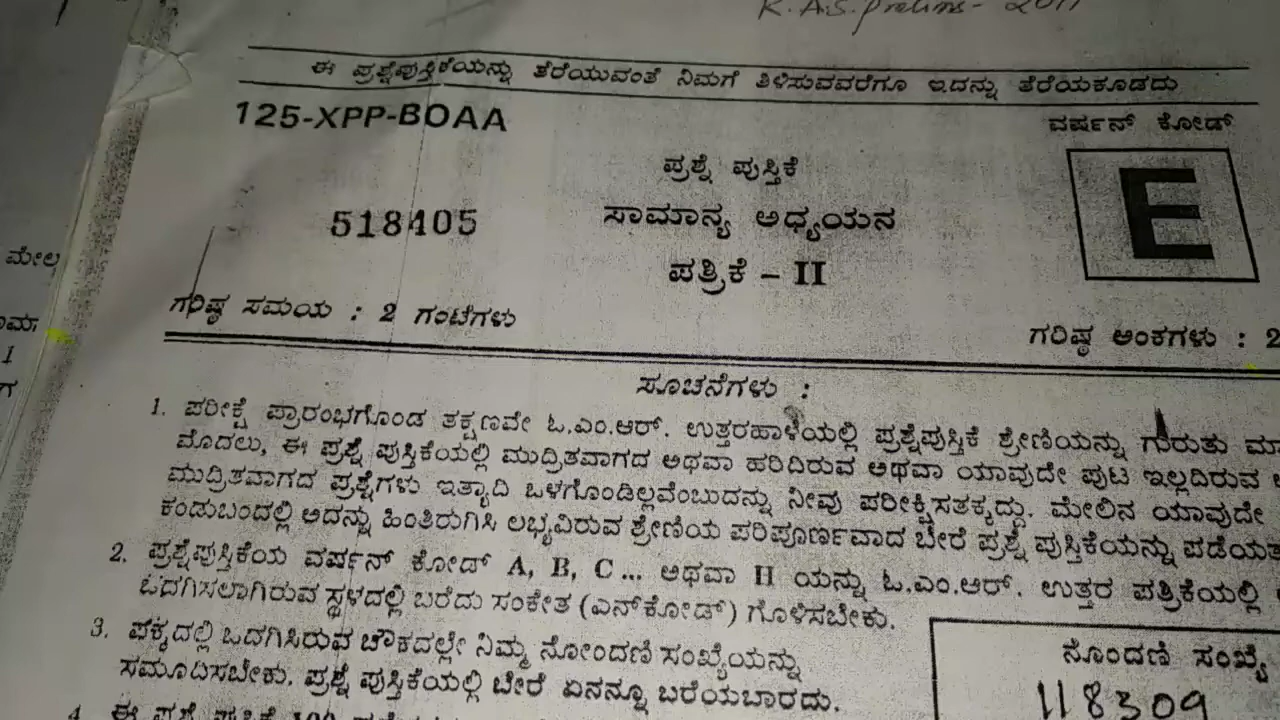 K.A.S. prelims - 2011
ಈ ಪ್ರಶ್ನೆಪುಸ್ತಿಕೆಯನ್ನು ತೆರೆಯುವಂತೆ ನಿಮಗೆ ತಿಳಿಸುವವರೆಗೂ ಇದನ್ನು ತೆರೆಯಕೂಡದು
125-XPP-BOAA
ವರ್ಷನ್ ಕೋಡ್
ಪ್ರಶ್ನೆ ಪುಸ್ತಿಕೆ
E
518405
ಸಾಮಾನ್ಯ ಅಧ್ಯಯನ
ಪತ್ರಿಕೆ – II
ಗರಿಷ್ಠ ಸಮಯ : 2 ಗಂಟೆಗಳು
ಗರಿಷ್ಠ ಅಂಕಗಳು : 2
ಸೂಚನೆಗಳು :
1. ಪರೀಕ್ಷೆ ಪ್ರಾರಂಭಗೊಂಡ ತಕ್ಷಣವೇ ಓ.ಎಂ.ಆರ್. ಉತ್ತರಹಾಳೆಯಲ್ಲಿ ಪ್ರಶ್ನೆಪುಸ್ತಿಕೆ ಶ್ರೇಣಿಯನ್ನು ಗುರುತು
ಮೊದಲು, ಈ ಪ್ರಶ್ನೆ ಪುಸ್ತಿಕೆಯಲ್ಲಿ ಮುದ್ರಿತವಾಗದ ಅಥವಾ ಹರಿದಿರುವ ಅಥವಾ ಯಾವುದೇ ಪುಟ ಇಲ್ಲದಿರುವ
ಮುದ್ರಿತವಾಗದ ಪ್ರಶ್ನೆಗಳು ಇತ್ಯಾದಿ ಒಳಗೊಂಡಿಲ್ಲವೆಂಬುದನ್ನು ನೀವು ಪರೀಕ್ಷಿಸತಕ್ಕದ್ದು. ಮೇಲಿನ ಯಾವುದೇ
ಕಂಡುಬಂದಲ್ಲಿ ಅದನ್ನು ಹಿಂತಿರುಗಿಸಿ ಲಭ್ಯವಿರುವ ಶ್ರೇಣಿಯ ಪರಿಪೂರ್ಣವಾದ ಬೇರೆ ಪ್ರಶ್ನೆ ಪುಸ್ತಿಕೆಯನ್ನು
2. ಪ್ರಶ್ನೆಪುಸ್ತಿಕೆಯ ವರ್ಷನ್ ಕೋಡ್ A, B, C ... ಅಥವಾ H ಯನ್ನು ಓ.ಎಂ.ಆರ್. ಉತ್ತರ ಪತ್ರಿಕೆಯಲ್ಲಿ
ಒದಗಿಸಲಾಗಿರುವ ಸ್ಥಳದಲ್ಲಿ ಬರೆದು ಸಂಕೇತ (ಎನ್‌ಕೋಡ್) ಗೊಳಿಸಬೇಕು.
3. ಪಕ್ಕದಲ್ಲಿ ಒದಗಿಸಿರುವ ಚೌಕದಲ್ಲೇ ನಿಮ್ಮ ನೋಂದಣಿ ಸಂಖ್ಯೆಯನ್ನು
ಸಮೂದಿಸಬೇಕು. ಪ್ರಶ್ನೆ ಪುಸ್ತಿಕೆಯಲ್ಲಿ ಬೇರೆ ಏನನ್ನೂ ಬರೆಯಬಾರದು.
ನೊಂದಣಿ ಸಂಖ್ಯೆ
118309